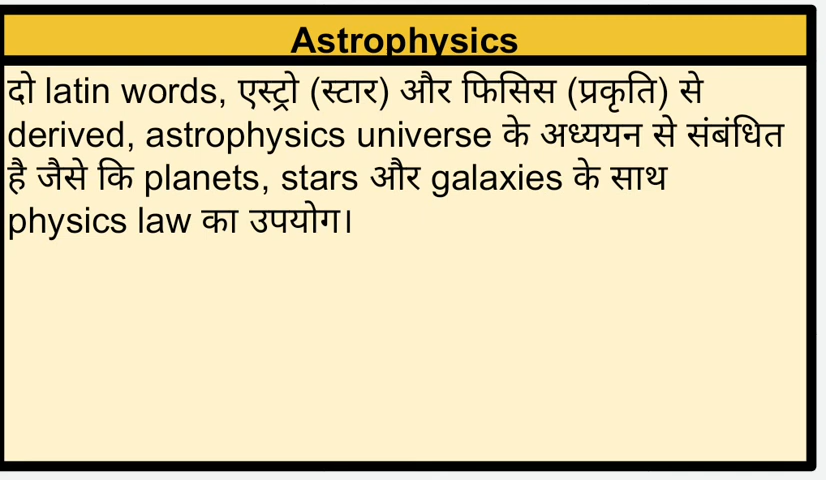 Astrophysics
दो latin words, एस्ट्रो (स्टार) और फिसिस (प्रकृति) से
derived, astrophysics universe के अध्ययन से संबंधित
है जैसे कि planets, stars और galaxies के साथ
physics law का उपयोग।